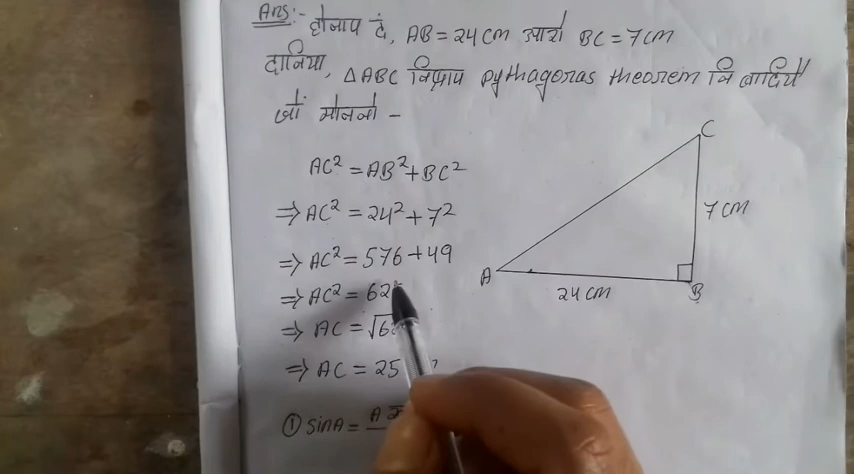 Ans:- होनाय दं, AB = 24 cm आरो BC = 7 cm
दानिया, ΔABC निफ्राय pythagoras theorem नि बादियै
जों मोननो -
AC² = AB² + BC²
⇒ AC² = 24² + 7²
⇒ AC² = 576 + 49
⇒ AC² = 62
⇒ AC = √6
⇒ AC = 25
① sinA =
C
7 cm
A
24 cm
B